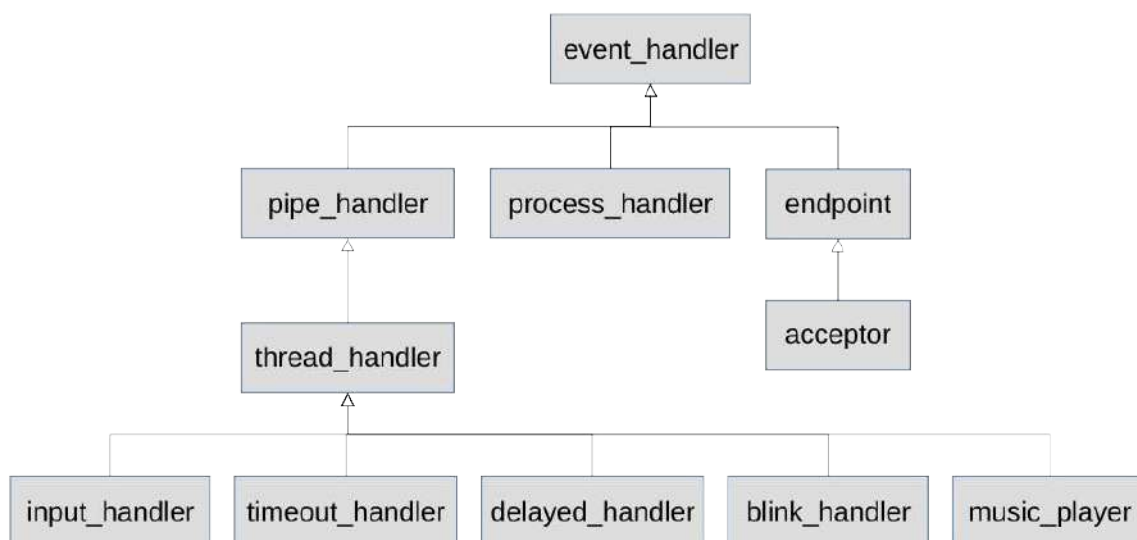 event_handler
pipe_handler
process_handler
endpoint
acceptor
thread_handler
input_handler
timeout_handler
delayed_handler
blink_handler
music_player